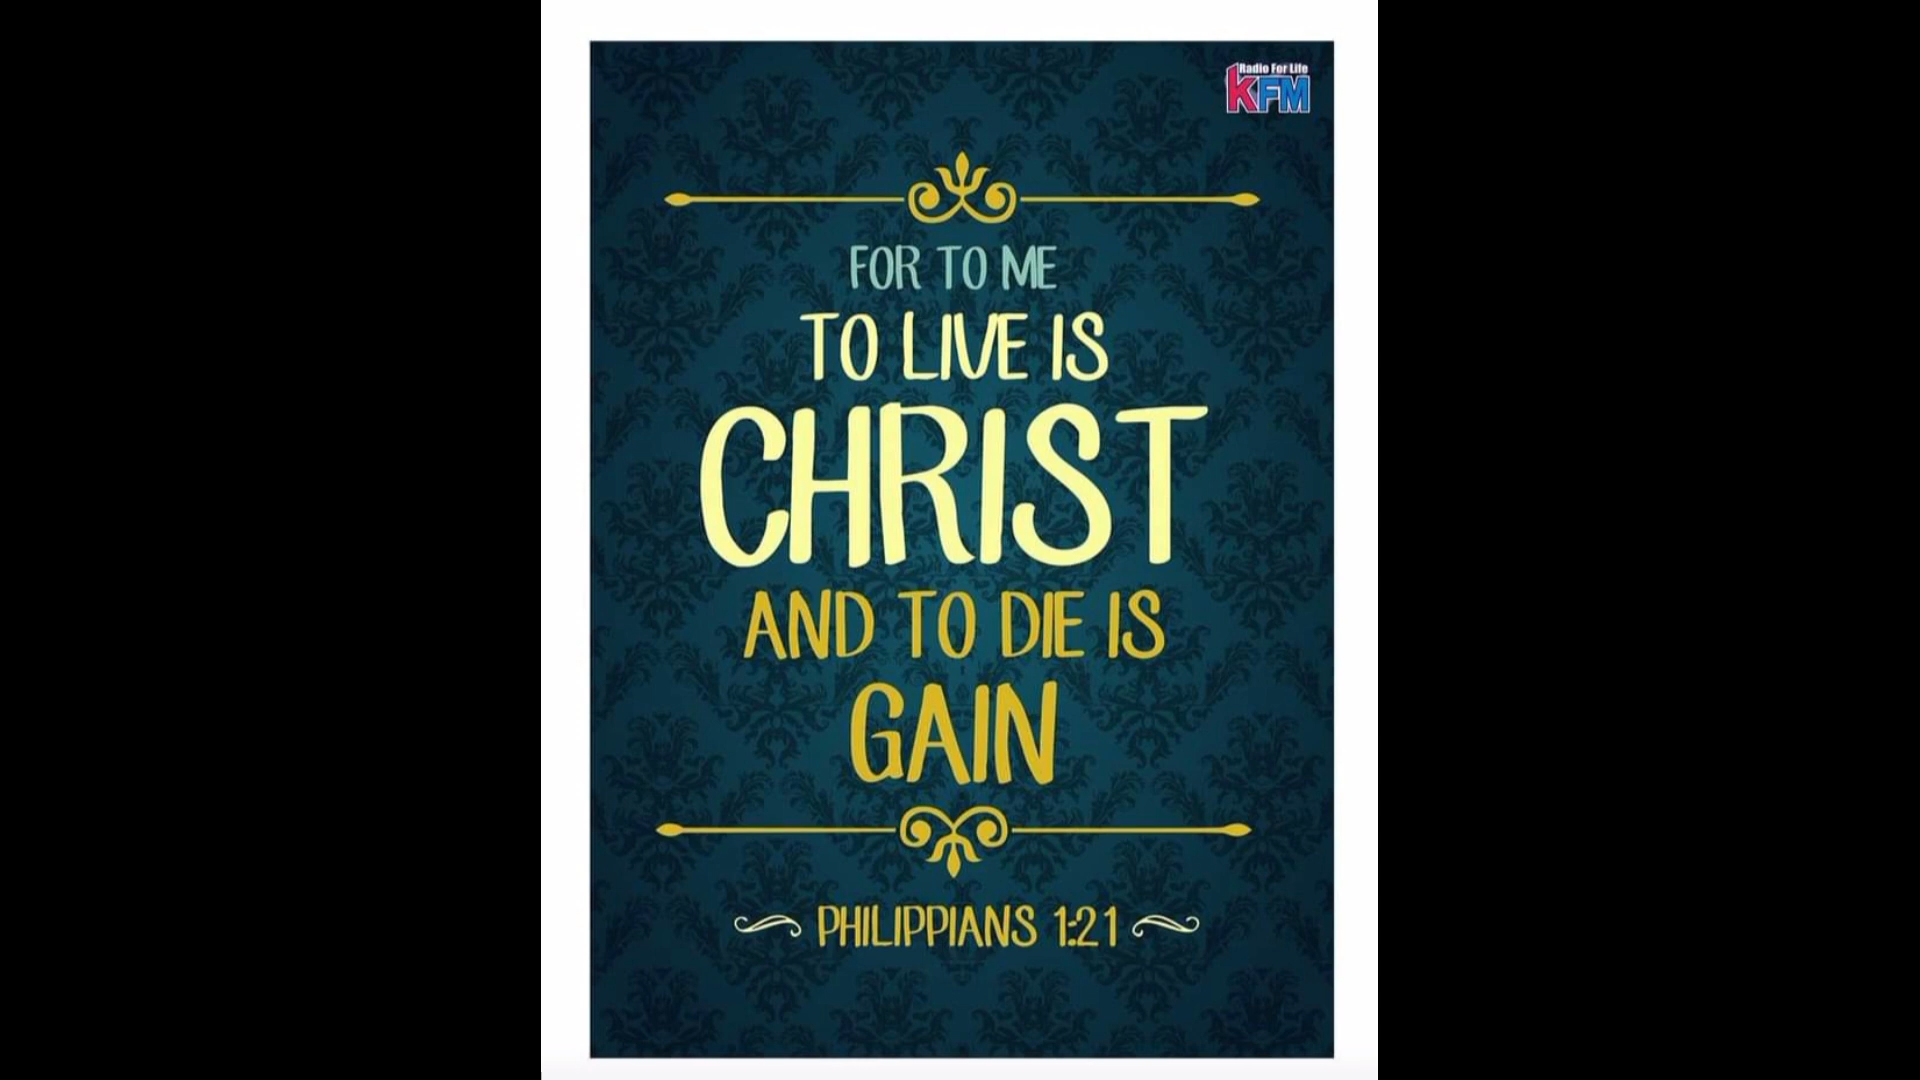 Radio For Life
KFM
FOR TO ME
TO LIVE IS
CHRIST
AND TO DIE IS
GAIN
PHILIPPIANS 1:21